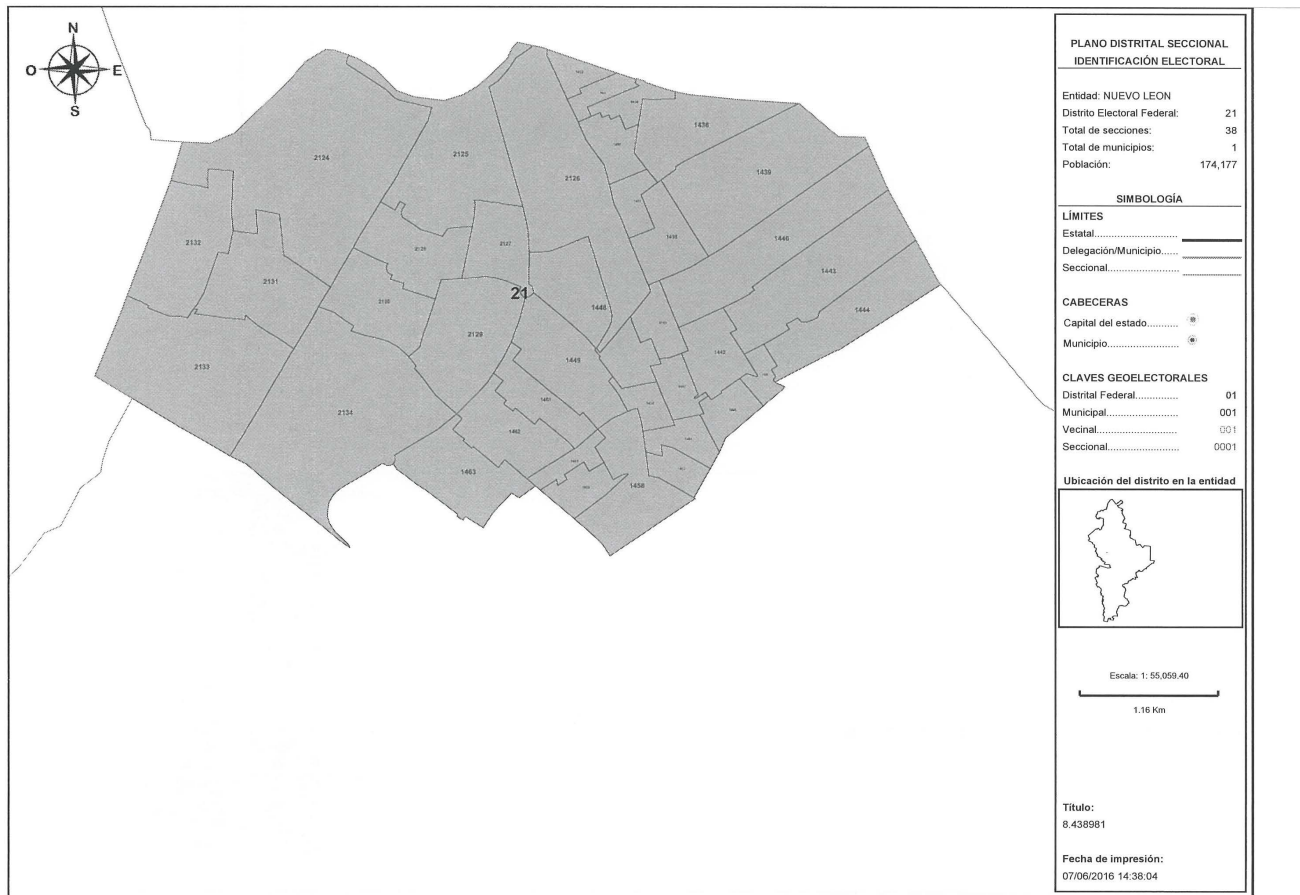 N
O E
S
2124
2125
2126
1436
1439
2132
2131
2127
1446
1443
1444
21
2133
2129
1445
1442
2134
1462
1463
1458
PLANO DISTRITAL SECCIONAL
IDENTIFICACIÓN ELECTORAL
Entidad: NUEVO LEON
Distrito Electoral Federal: 21
Total de secciones: 38
Total de municipios: 1
Población: 174,177
SIMBOLOGÍA
LÍMITES
Estatal............................
Delegación/Municipio.....
Seccional........................
CABECERAS
Capital del estado..........
Municipio........................
CLAVES GEOELECTORALES
Distrital Federal.............. 01
Municipal......................... 001
Vecinal............................ 001
Seccional........................ 0001
Ubicación del distrito en la entidad
Escala: 1: 55,059.40
1.16 Km
Título:
8.438981
Fecha de impresión:
07/06/2016 14:38:04